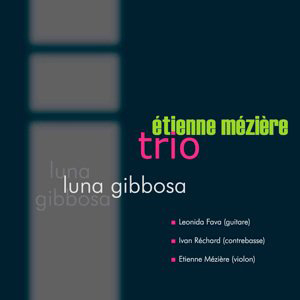 étienne mézière
trio
luna
luna gibbosa
gibbosa
Leonida Fava (guitare)
Ivan Réchard (contrebasse)
Etienne Mézière (violon)